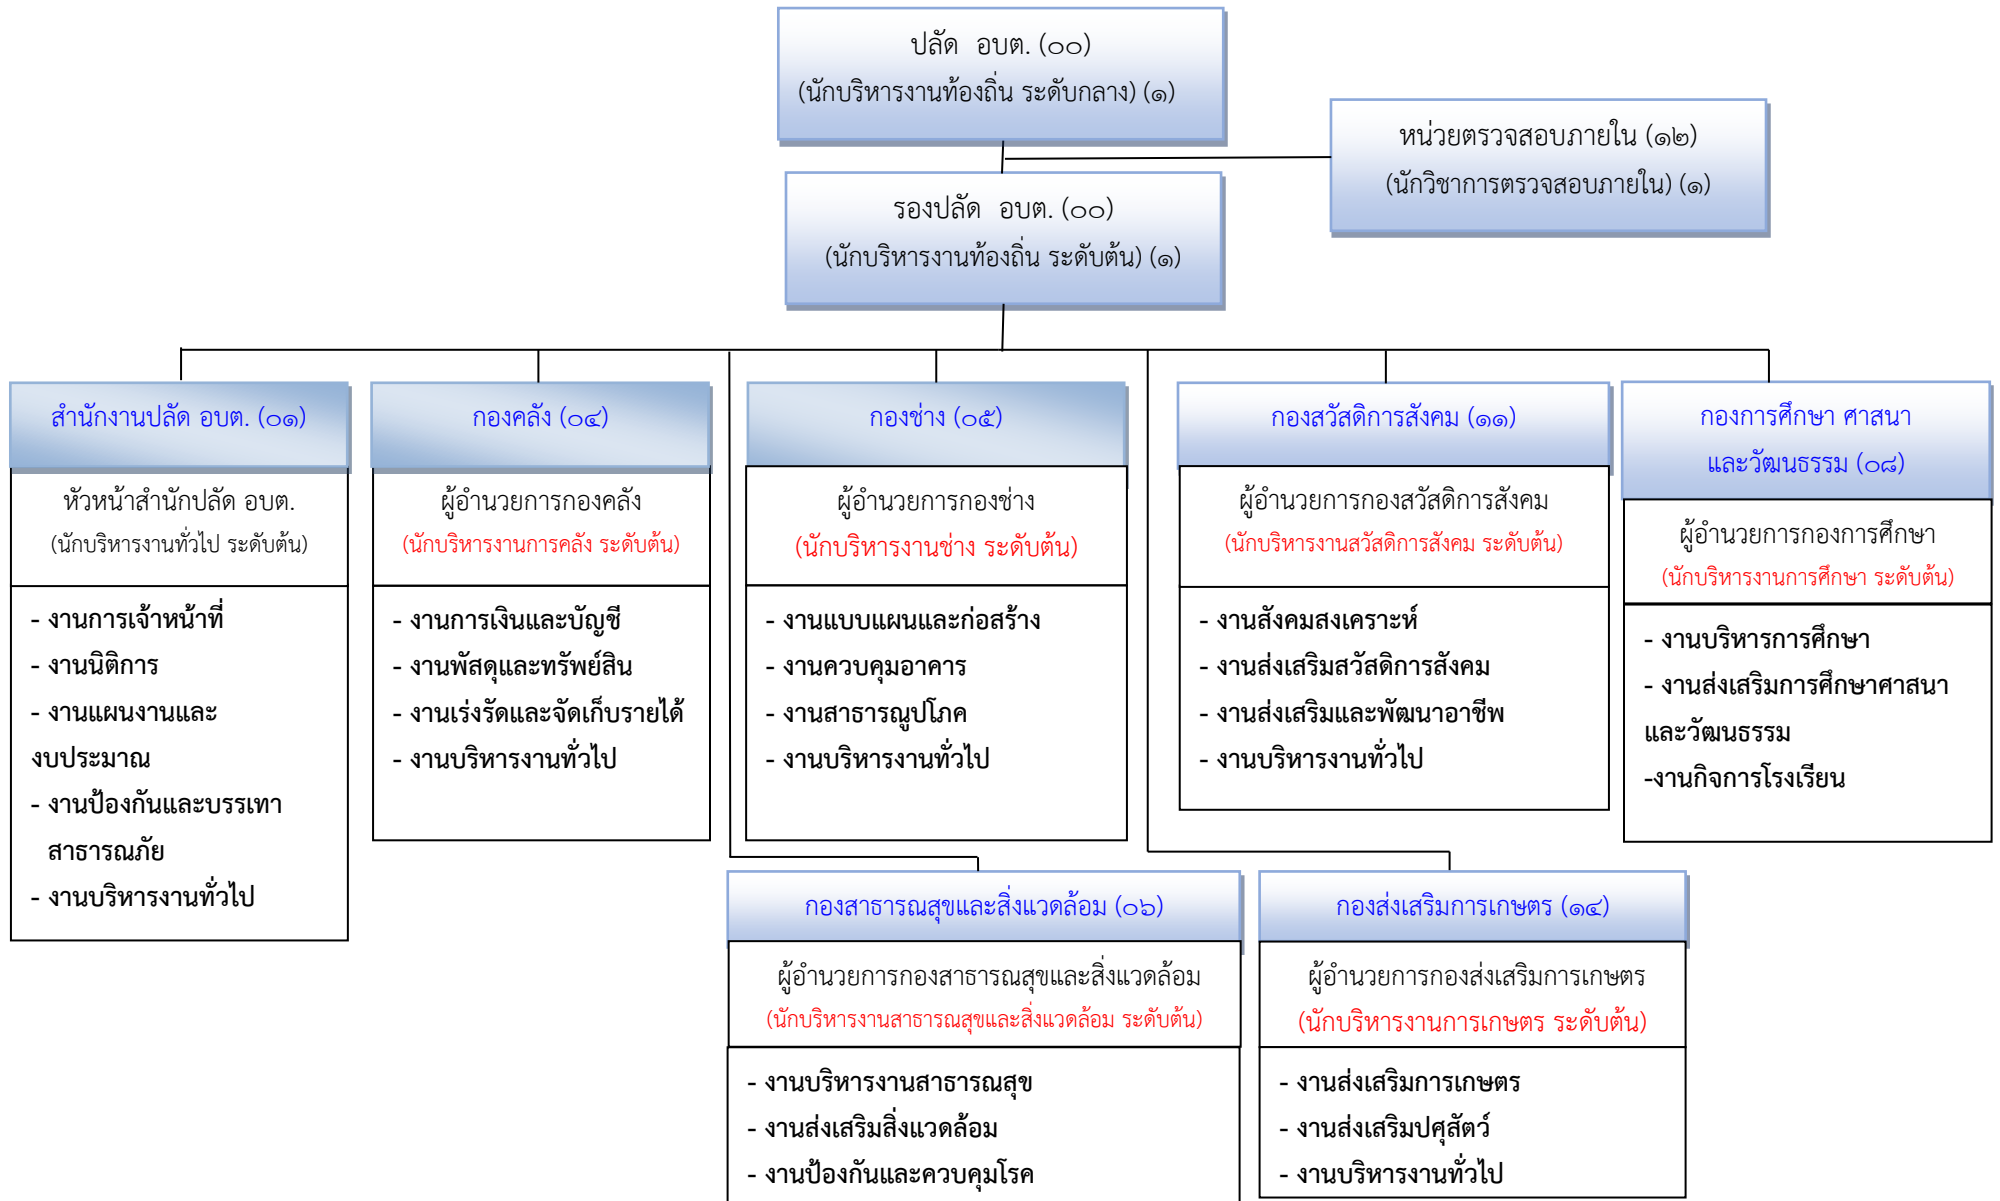 ปลัด อบต. (๐๐)
(นักบริหารงานท้องถิ่น ระดับกลาง) (๑)
หน่วยตรวจสอบภายใน (๑๒)
(นักวิชาการตรวจสอบภายใน) (๑)
รองปลัด อบต. (๐๐)
(นักบริหารงานท้องถิ่น ระดับต้น) (๑)
สำนักงานปลัด อบต. (๐๑)
หัวหน้าสำนักปลัด อบต.
(นักบริหารงานทั่วไป ระดับต้น)
- งานการเจ้าหน้าที่
- งานนิติการ
- งานแผนงานและ
งบประมาณ
- งานป้องกันและบรรเทา
สาธารณภัย
- งานบริหารงานทั่วไป
กองคลัง (๐๔)
ผู้อำนวยการกองคลัง
(นักบริหารงานการคลัง ระดับต้น)
- งานการเงินและบัญชี
- งานพัสดุและทรัพย์สิน
- งานเร่งรัดและจัดเก็บรายได้
- งานบริหารงานทั่วไป
กองช่าง (๐๕)
ผู้อำนวยการกองช่าง
(นักบริหารงานช่าง ระดับต้น)
- งานแบบแผนและก่อสร้าง
- งานควบคุมอาคาร
- งานสาธารณูปโภค
- งานบริหารงานทั่วไป
กองสวัสดิการสังคม (๑๑)
ผู้อำนวยการกองสวัสดิการสังคม
(นักบริหารงานสวัสดิการสังคม ระดับต้น)
- งานสังคมสงเคราะห์
- งานส่งเสริมสวัสดิการสังคม
- งานส่งเสริมและพัฒนาอาชีพ
- งานบริหารงานทั่วไป
กองการศึกษา ศาสนา
และวัฒนธรรม (๐๘)
ผู้อำนวยการกองการศึกษา
(นักบริหารงานการศึกษา ระดับต้น)
- งานบริหารการศึกษา
- งานส่งเสริมการศึกษาศาสนา
และวัฒนธรรม
-งานกิจการโรงเรียน
กองสาธารณสุขและสิ่งแวดล้อม (๐๖)
ผู้อำนวยการกองสาธารณสุขและสิ่งแวดล้อม
(นักบริหารงานสาธารณสุขและสิ่งแวดล้อม ระดับต้น)
- งานบริหารงานสาธารณสุข
- งานส่งเสริมสิ่งแวดล้อม
- งานป้องกันและควบคุมโรค
กองส่งเสริมการเกษตร (๑๔)
ผู้อำนวยการกองส่งเสริมการเกษตร
(นักบริหารงานการเกษตร ระดับต้น)
- งานส่งเสริมการเกษตร
- งานส่งเสริมปศุสัตว์
- งานบริหารงานทั่วไป